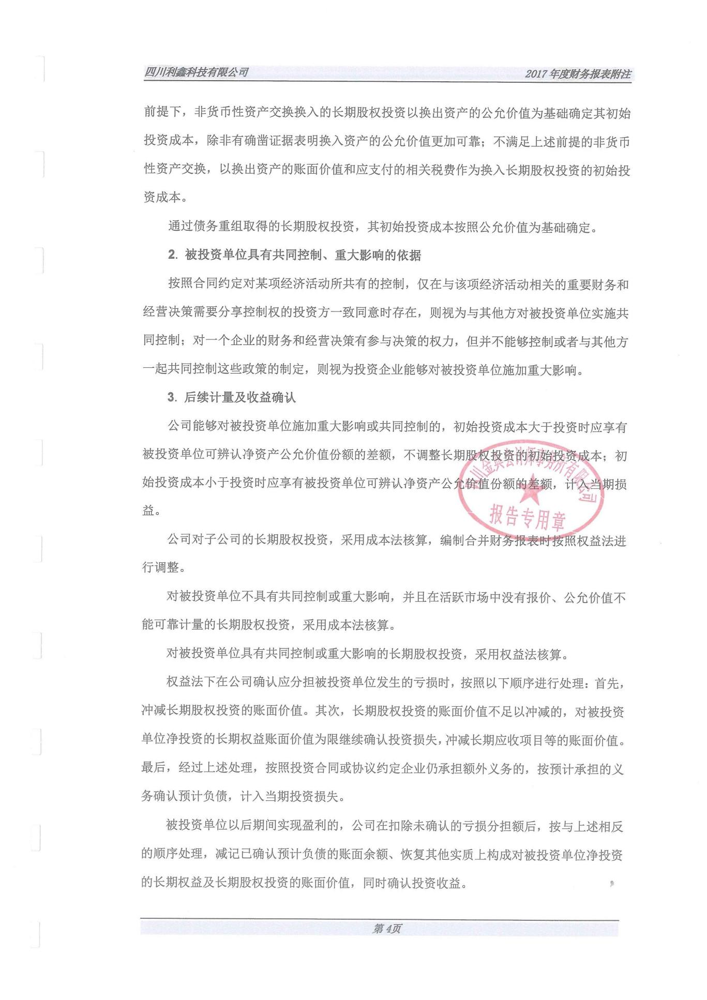 四川利鑫科技有限公司
2017年度财务报表附注
前提下，非货币性资产交换换入的长期股权投资以换出资产的公允价值为基础确定其初始
投资成本，除非有确凿证据表明换入资产的公允价值更加可靠；不满足上述前提的非货币
性资产交换，以换出资产的账面价值和应支付的相关税费作为换入长期股权投资的初始投
资成本。
通过债务重组取得的长期股权投资，其初始投资成本按照公允价值为基础确定。
2. 被投资单位具有共同控制、重大影响的依据
按照合同约定对某项经济活动所共有的控制，仅在与该项经济活动相关的重要财务和
经营决策需要分享控制权的投资方一致同意时存在，则视为与其他方对被投资单位实施共
同控制；对一个企业的财务和经营决策有参与决策的权力，但并不能够控制或者与其他方
一起共同控制这些政策的制定，则视为投资企业能够对被投资单位施加重大影响。
3. 后续计量及收益确认
公司能够对被投资单位施加重大影响或共同控制的，初始投资成本大于投资时应享有
被投资单位可辨认净资产公允价值份额的差额，不调整长期股权投资的初始投资成本；初
始投资成本小于投资时应享有被投资单位可辨认净资产公允价值份额的差额，计入当期损
益。
四川金典会计师事务所有限公司
报告专用章
公司对子公司的长期股权投资，采用成本法核算，编制合并财务报表时按照权益法进
行调整。
对被投资单位不具有共同控制或重大影响，并且在活跃市场中没有报价、公允价值不
能可靠计量的长期股权投资，采用成本法核算。
对被投资单位具有共同控制或重大影响的长期股权投资，采用权益法核算。
权益法下在公司确认应分担被投资单位发生的亏损时，按照以下顺序进行处理：首先，
冲减长期股权投资的账面价值。其次，长期股权投资的账面价值不足以冲减的，对被投资
单位净投资的长期权益账面价值为限继续确认投资损失，冲减长期应收项目等的账面价值。
最后，经过上述处理，按照投资合同或协议约定企业仍承担额外义务的，按预计承担的义
务确认预计负债，计入当期投资损失。
被投资单位以后期间实现盈利的，公司在扣除未确认的亏损分担额后，按与上述相反
的顺序处理，减记已确认预计负债的账面余额、恢复其他实质上构成对被投资单位净投资
的长期权益及长期股权投资的账面价值，同时确认投资收益。
第 4页